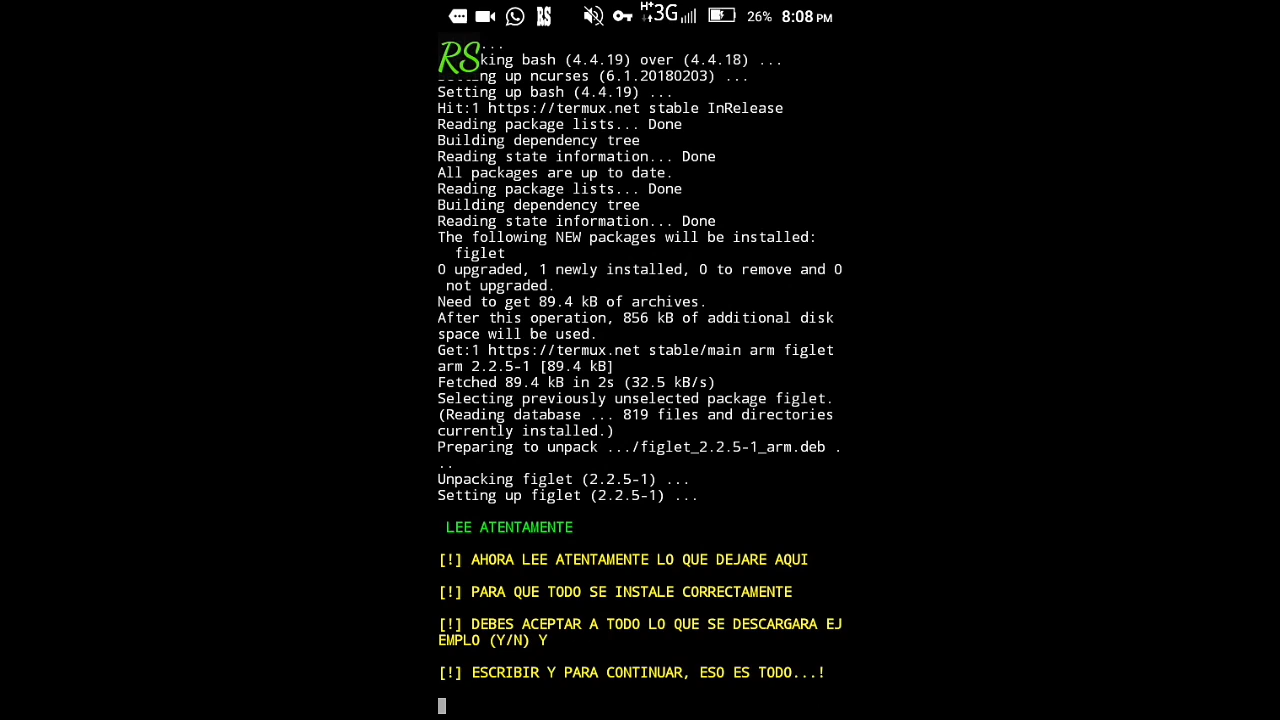 H+ 3G 26% 8:08 PM
RS ...
king bash (4.4.19) over (4.4.18) ...
ng up ncurses (6.1.20180203) ...
Setting up bash (4.4.19) ...
Hit:1 https://termux.net stable InRelease
Reading package lists... Done
Building dependency tree
Reading state information... Done
All packages are up to date.
Reading package lists... Done
Building dependency tree
Reading state information... Done
The following NEW packages will be installed:
figlet
0 upgraded, 1 newly installed, 0 to remove and 0
not upgraded.
Need to get 89.4 kB of archives.
After this operation, 856 kB of additional disk
space will be used.
Get:1 https://termux.net stable/main arm figlet
arm 2.2.5-1 [89.4 kB]
Fetched 89.4 kB in 2s (32.5 kB/s)
Selecting previously unselected package figlet.
(Reading database ... 819 files and directories
currently installed.)
Preparing to unpack .../figlet_2.2.5-1_arm.deb .
..
Unpacking figlet (2.2.5-1) ...
Setting up figlet (2.2.5-1) ...
LEE ATENTAMENTE
[!] AHORA LEE ATENTAMENTE LO QUE DEJARE AQUI
[!] PARA QUE TODO SE INSTALE CORRECTAMENTE
[!] DEBES ACEPTAR A TODO LO QUE SE DESCARGARA EJ
EMPLO (Y/N) Y
[!] ESCRIBIR Y PARA CONTINUAR, ESO ES TODO...!